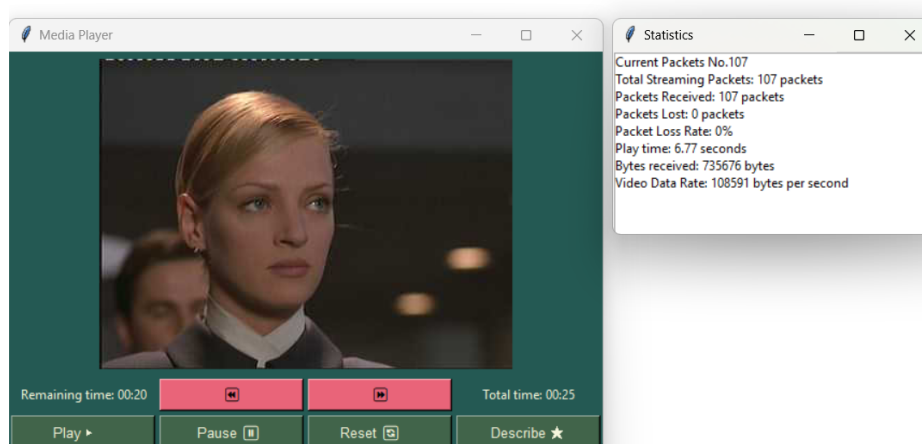 Media Player
Statistics
Current Packets No.107
Total Streaming Packets: 107 packets
Packets Received: 107 packets
Packets Lost: 0 packets
Packet Loss Rate: 0%
Play time: 6.77 seconds
Bytes received: 735676 bytes
Video Data Rate: 108591 bytes per second
Remaining time: 00:20
Total time: 00:25
Play
Pause
Reset
Describe